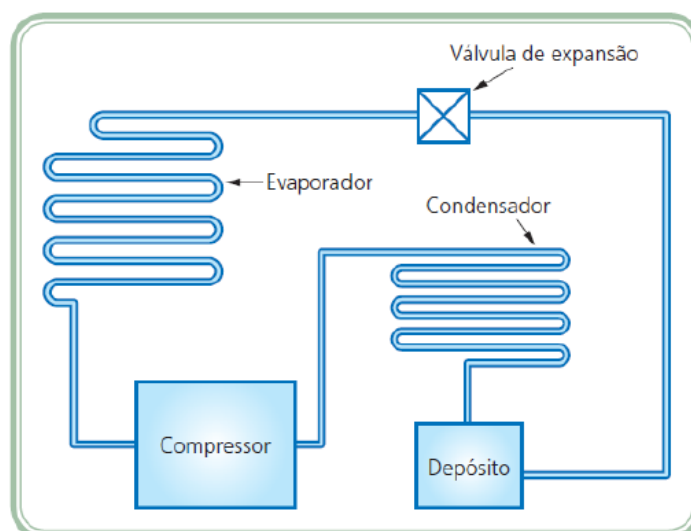 Válvula de expansão
Evaporador
Condensador
Compressor
Depósito